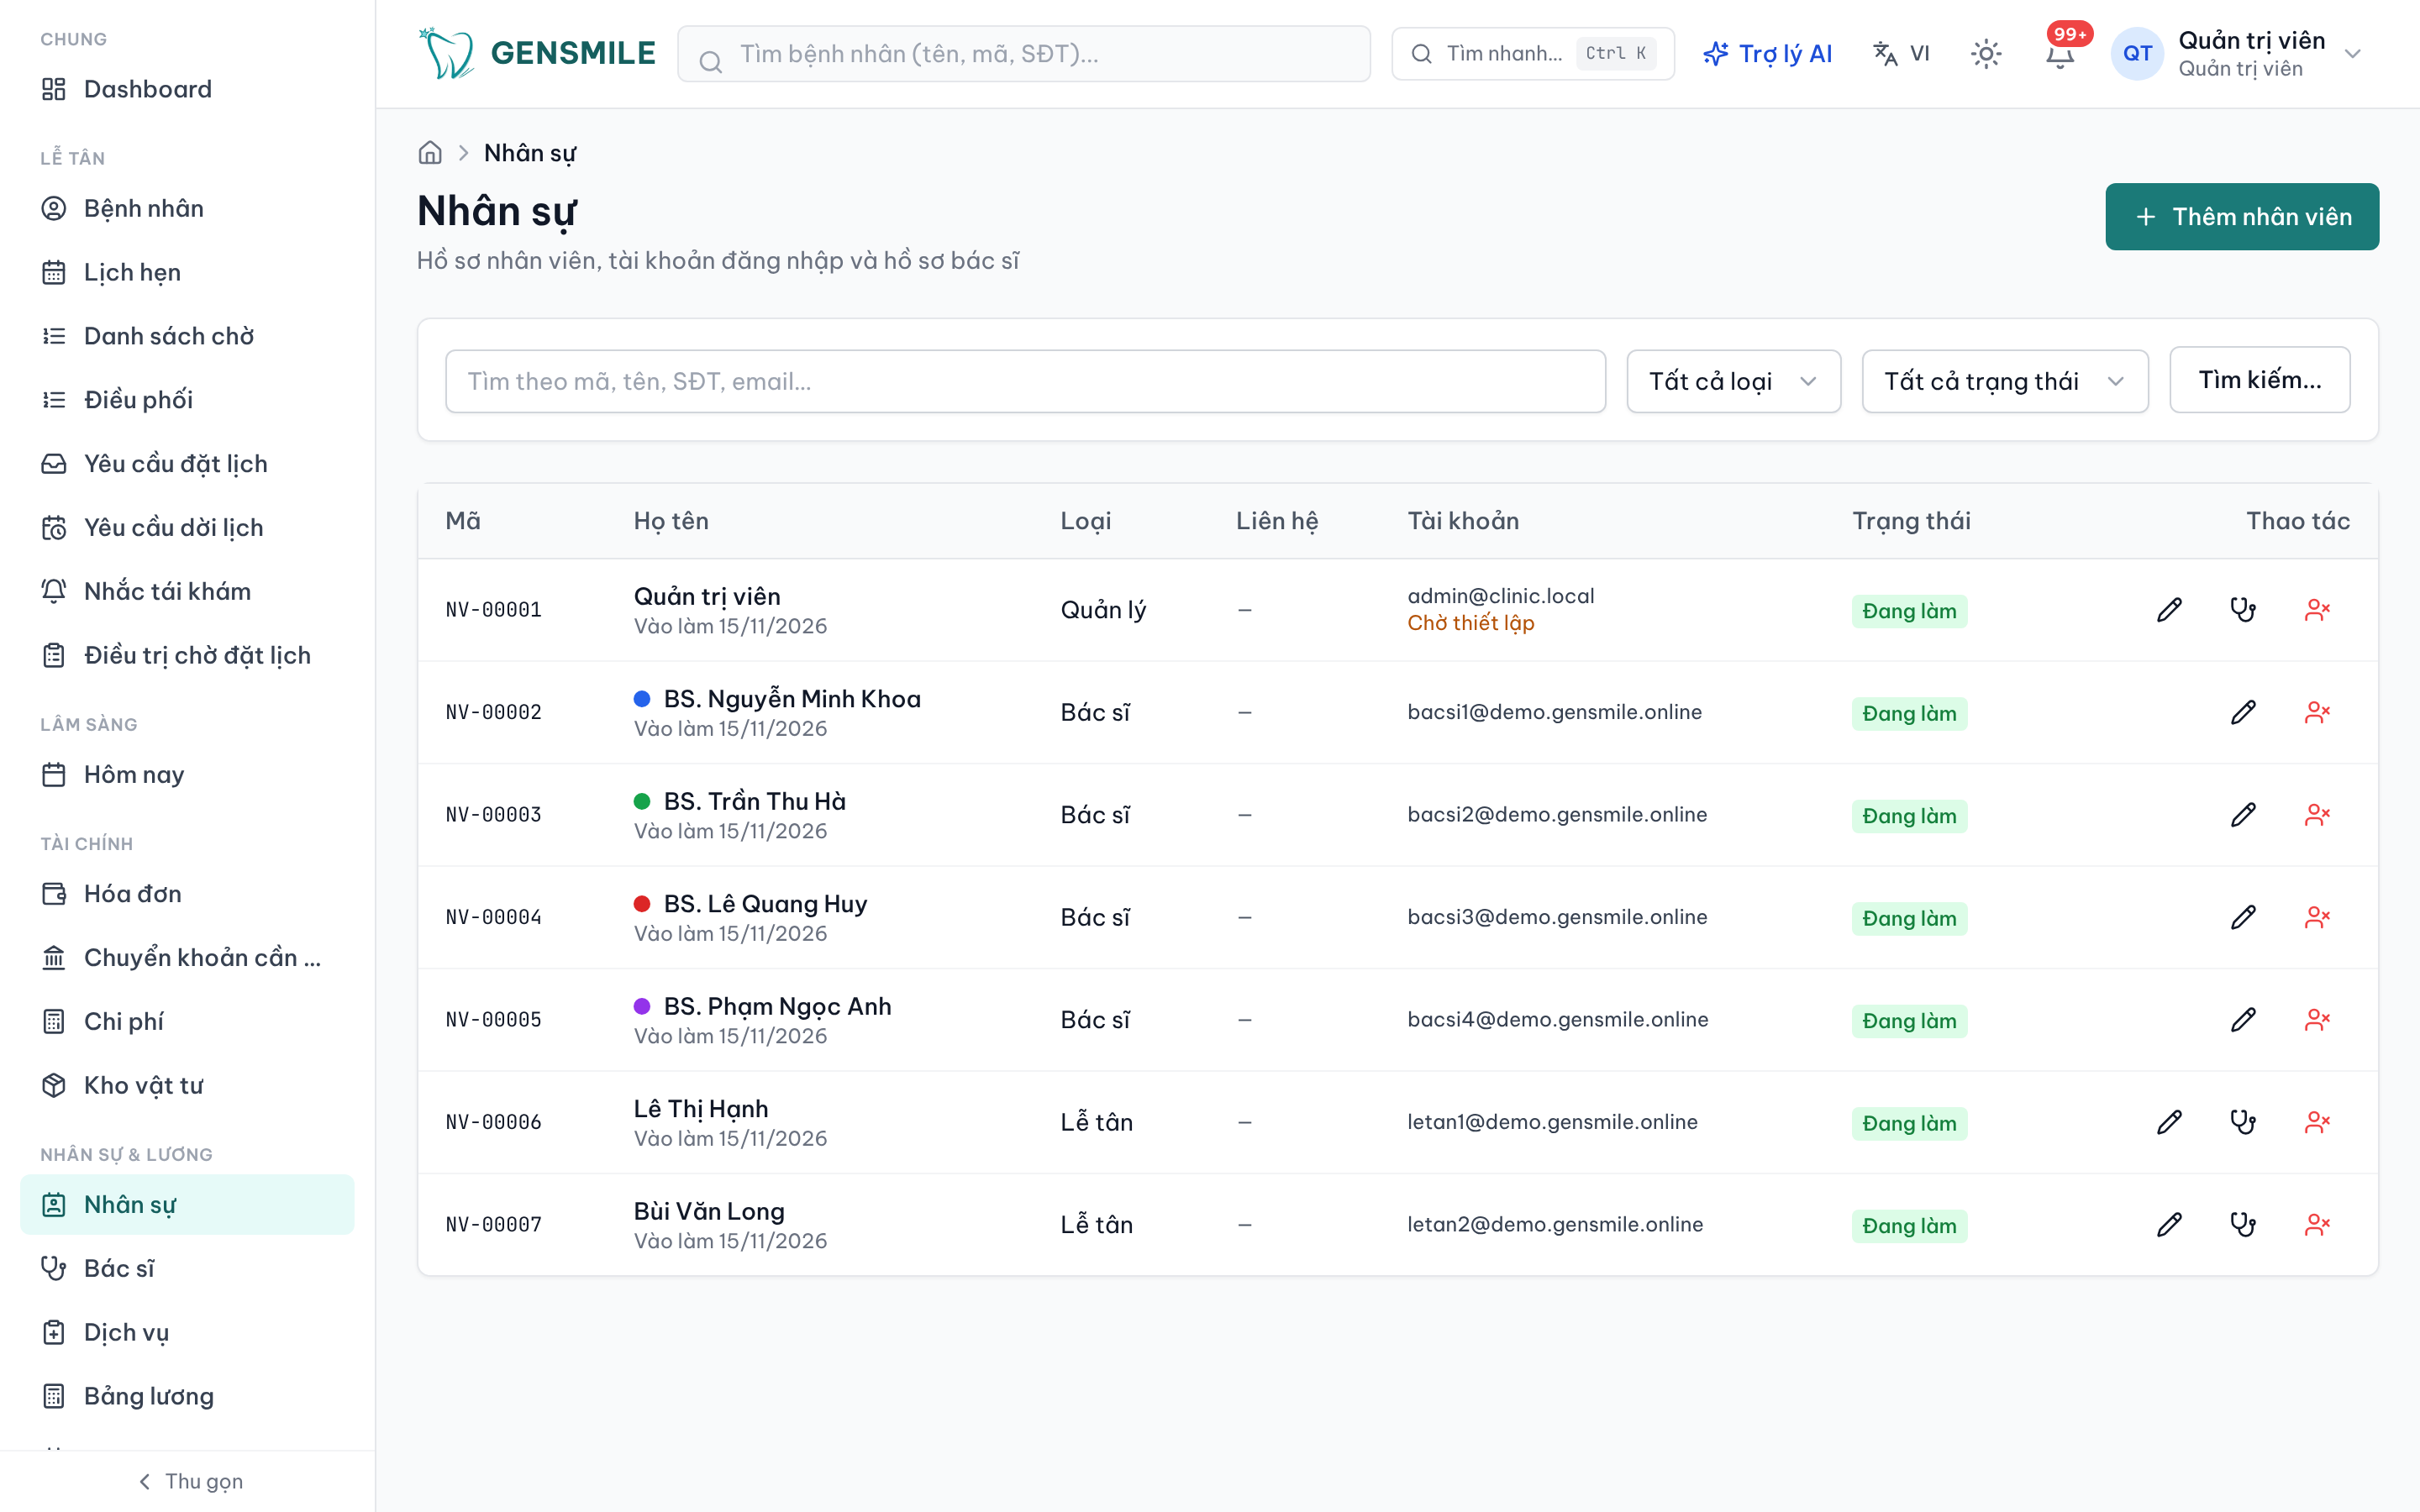 CHUNG
Dashboard
LỄ TÂN
Bệnh nhân
Lịch hẹn
Danh sách chờ
Điều phối
Yêu cầu đặt lịch
Yêu cầu dời lịch
Nhắc tái khám
Điều trị chờ đặt lịch
LÂM SÀNG
Hôm nay
TÀI CHÍNH
Hóa đơn
Chuyển khoản cần ...
Chi phí
Kho vật tư
NHÂN SỰ & LƯƠNG
Nhân sự
Bác sĩ
Dịch vụ
Bảng lương
Thu gọn
GENSMILE
Tìm bệnh nhân (tên, mã, SĐT)...
Tìm nhanh... Ctrl K
Trợ lý AI
VI
99+
QT
Quản trị viên
Quản trị viên
Nhân sự
Nhân sự
Hồ sơ nhân viên, tài khoản đăng nhập và hồ sơ bác sĩ
Thêm nhân viên
Tìm theo mã, tên, SĐT, email...
Tất cả loại
Tất cả trạng thái
Tìm kiếm...
Mã Họ tên Loại Liên hệ Tài khoản Trạng thái Thao tác
NV-00001 Quản trị viên Quản lý – admin@clinic.local Đang làm
Vào làm 15/11/2026 Chờ thiết lập
NV-00002 BS. Nguyễn Minh Khoa Bác sĩ – bacsi1@demo.gensmile.online Đang làm
Vào làm 15/11/2026
NV-00003 BS. Trần Thu Hà Bác sĩ – bacsi2@demo.gensmile.online Đang làm
Vào làm 15/11/2026
NV-00004 BS. Lê Quang Huy Bác sĩ – bacsi3@demo.gensmile.online Đang làm
Vào làm 15/11/2026
NV-00005 BS. Phạm Ngọc Anh Bác sĩ – bacsi4@demo.gensmile.online Đang làm
Vào làm 15/11/2026
NV-00006 Lê Thị Hạnh Lễ tân – letan1@demo.gensmile.online Đang làm
Vào làm 15/11/2026
NV-00007 Bùi Văn Long Lễ tân – letan2@demo.gensmile.online Đang làm
Vào làm 15/11/2026